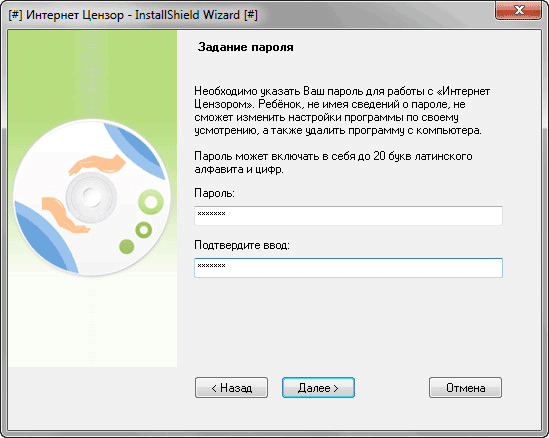 [#] Интернет Цензор - InstallShield Wizard [#]
Задание пароля
Необходимо указать Ваш пароль для работы с «Интернет
Цензором». Ребёнок, не имея сведений о пароле, не
сможет изменить настройки программы по своему
усмотрению, а также удалить программу с компьютера.
Пароль может включать в себя до 20 букв латинского
алфавита и цифр.
Пароль:
×××××××
Подтвердите ввод:
×××××××
< Назад
Далее >
Отмена